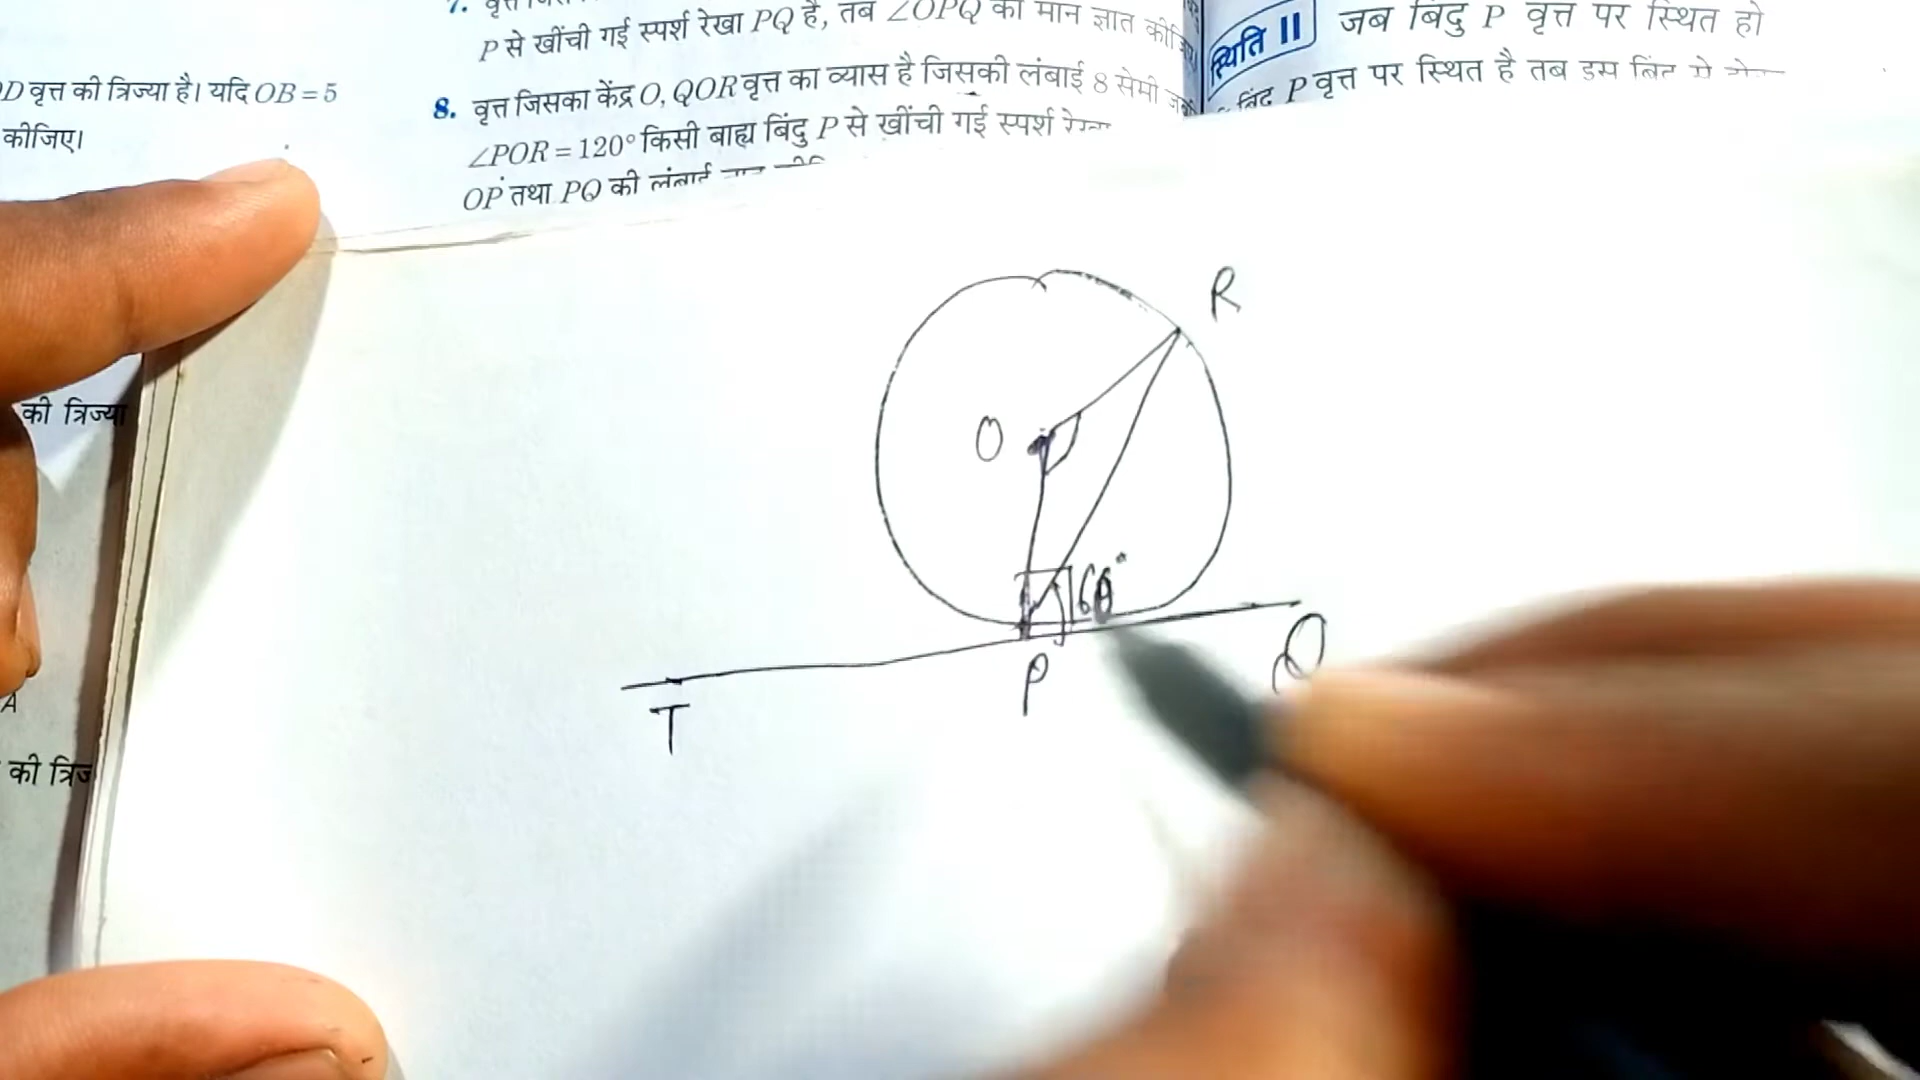 7.
P से खींची गई स्पर्श रेखा PQ है, तब ∠OPQ का मान ज्ञात
D वृत्त की त्रिज्या है। यदि OB = 5
कीजिए।
8. वृत्त जिसका केंद्र O, QOR वृत्त का व्यास है जिसकी लंबाई 8 सेमी
∠POR = 120° किसी बाह्य बिंदु P से खींची गई स्पर्श रेखा
OP तथा PQ की लंबाई
स्थिति II जब बिंदु P वृत्त पर स्थित हो
बिंदु P वृत्त पर स्थित है तब इस बिंदु से
की त्रिज्या
A
की त्रिज
R
O
60°
P
Q
T